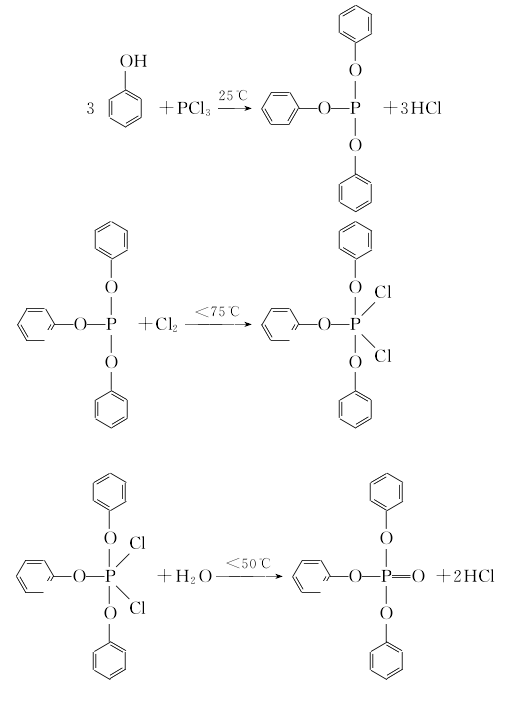 OH
O
3 + PCl₃ 25℃ O—P + 3HCl
O
O O Cl
O—P + Cl₂ <75℃ O—P
O O Cl
O Cl O
O—P + H₂O <50℃ O—P=O + 2HCl
O Cl O